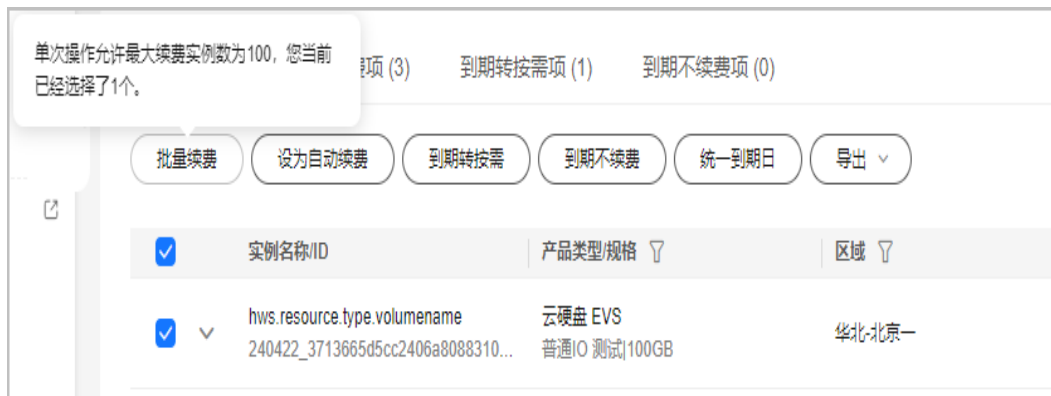 单次操作允许最大续费实例数为100，您当前
已经选择了1个。
项 (3)
到期转按需项 (1)
到期不续费项 (0)
批量续费
设为自动续费
到期转按需
到期不续费
统一到期日
导出
实例名称/ID
产品类型/规格
区域
hws.resource.type.volumename
云硬盘 EVS
华北-北京一
240422_3713665d5cc2406a8088310...
普通IO 测试|100GB